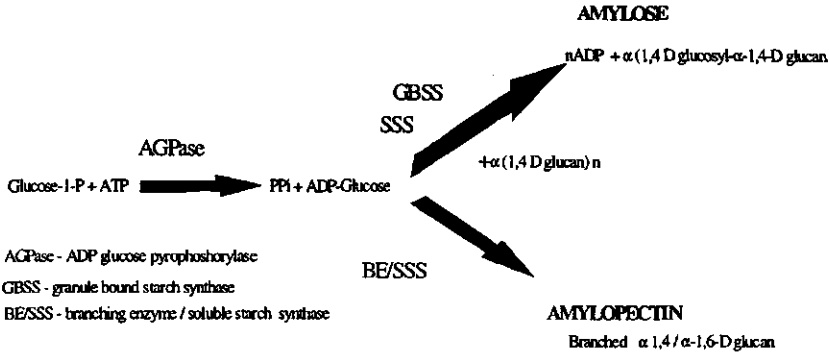 AMYLOSE
nADP + α (1,4 D glucosyl-α-1,4-D glucan
GBSS
SSS
AGPase
+α (1,4 D glucan) n
Glucose-1-P + ATP
PPi + ADP-Glucose
AGPase - ADP glucose pyrophoshorylase
BE/SSS
GBSS - granule bound starch synthase
BE/SSS - branching enzyme / soluble starch synthase
AMYLOPECTIN
Branched α 1,4 / α-1,6-D glucan